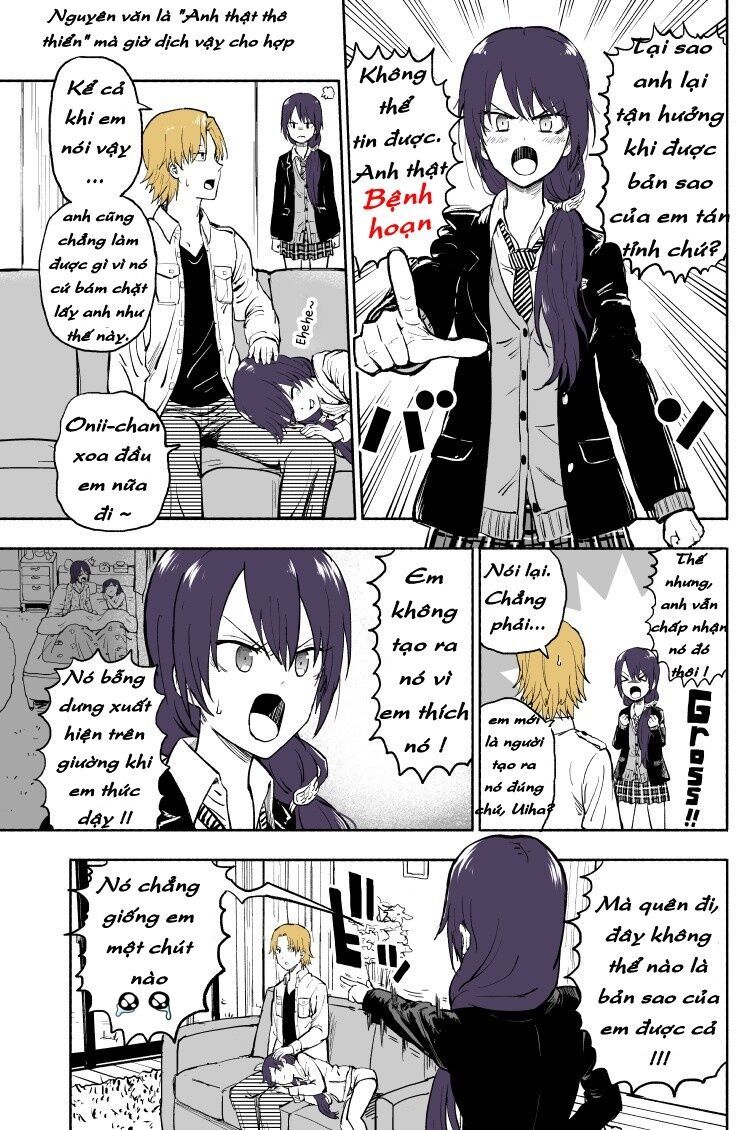 Nguyên văn là "Anh thật thô
thiển" mà giờ dịch vậy cho hợp
Tại sao
anh lại
tận hưởng
khi được
bản sao
của em tán
tỉnh chứ?
Không
thể
tin được.
Anh thật
Bệnh
hoạn
バ
ン
Kể cả
khi em
nói vậy
...
anh cũng
chẳng làm
được gì vì nó
cứ bám chặt
lấy anh như
thế này.
Ehehe~
Onii-chan
xoa đầu
em nữa
đi ~
Thế
nhưng,
anh vẫn
chấp nhận
nó đó
thôi !
Gross!!
Nói lại.
Chẳng
phải...
em mới
là người
tạo ra
nó đúng
chứ, Uiha?
Em
không
tạo ra
nó vì
em thích
nó !
Nó bỗng
dưng xuất
hiện trên
giường khi
em thức
dậy !!
Mà quên đi,
đây không
thể nào là
bản sao của
em được cả
!!!
ビシ
Nó chẳng
giống em
một chút
nào